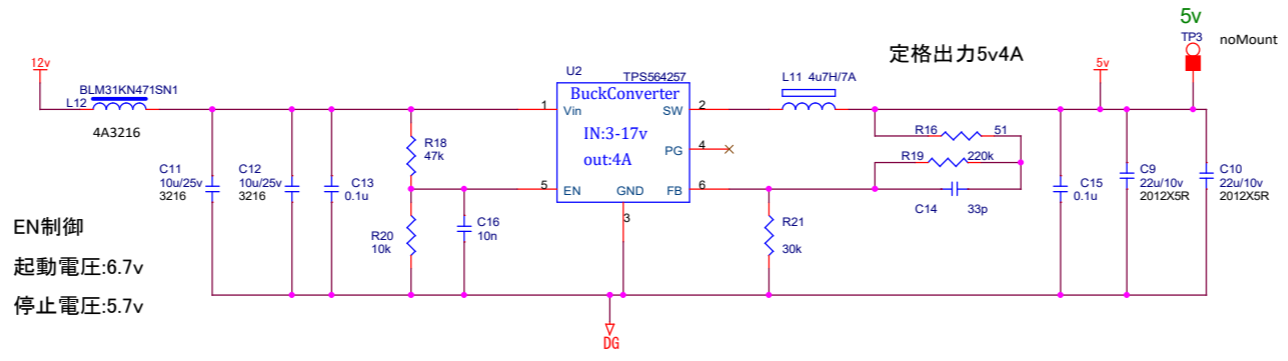 5v
TP3
noMount
定格出力5v4A
12v
BLM31KN471SN1
L12
4A3216
U2
TPS564257
BuckConverter
1
Vin
SW
2
IN:3-17v
out:4A
PG
4
5
EN
GND
FB
6
3
L11 4u7H/7A
5v
R16
51
R19
220k
C14
33p
R18
47k
C11
10u/25v
3216
C12
10u/25v
3216
C13
0.1u
R20
10k
C16
10n
R21
30k
C15
0.1u
C9
22u/10v
2012X5R
C10
22u/10v
2012X5R
EN制御
起動電圧:6.7v
停止電圧:5.7v
DG